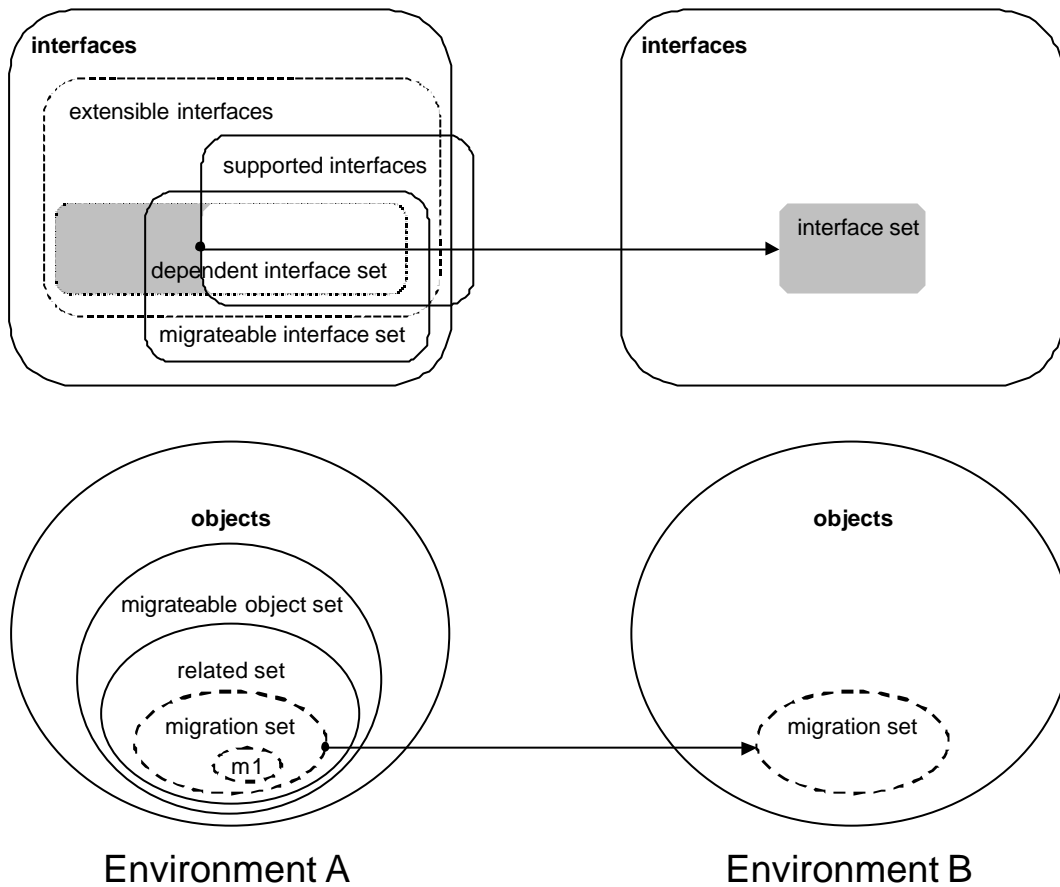 interfaces
extensible interfaces
supported interfaces
dependent interface set
migrateable interface set
interfaces
interface set
objects
migrateable object set
related set
migration set
m1
objects
migration set
Environment A
Environment B